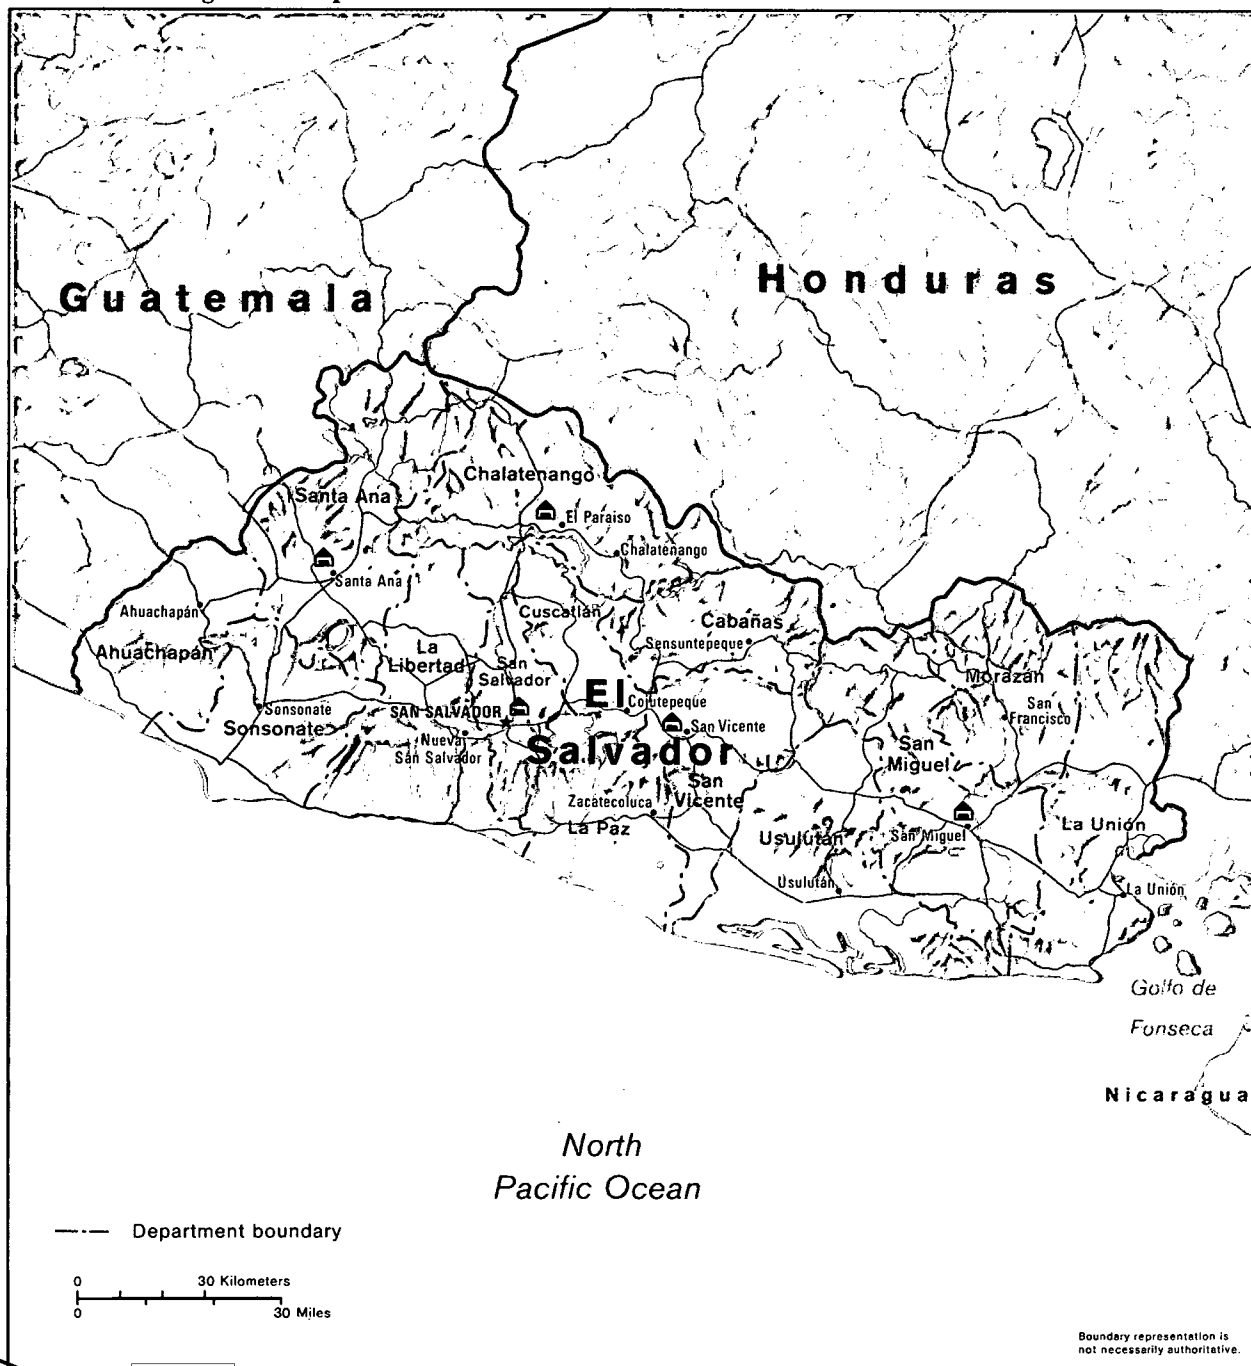 Guatemala
Honduras
Chalatenango
Santa Ana
El Paraiso
Chalatenango
Santa Ana
Ahuachapán
Cuscatlán
Cabañas
Sensuntepeque
Ahuachapán
La
Libertad
San
Salvador
Morazán
El
Cojutepeque
San
Francisco
Sonsonate
SAN SALVADOR
San Vicente
Sonsonate
Nueva
San Salvador
Salvador
San
Miguel
San
Vicente
Zacatecoluca
La Paz
Usulután
San Miguel
La Unión
Usulután
La Unión
Golfo de
Fonseca
Nicaragua
North
Pacific Ocean
Department boundary
0 30 Kilometers
0 30 Miles
Boundary representation is
not necessarily authoritative.